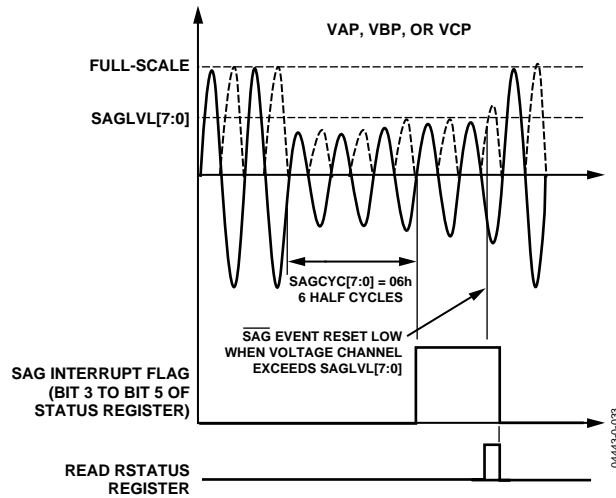 VAP, VBP, OR VCP
FULL-SCALE
SAGLVL[7:0]
SAGCYC[7:0] = 06h
6 HALF CYCLES
SAG EVENT RESET LOW
WHEN VOLTAGE CHANNEL
EXCEEDS SAGLVL[7:0]
SAG INTERRUPT FLAG
(BIT 3 TO BIT 5 OF
STATUS REGISTER)
READ RSTATUS
REGISTER
04443-0-033